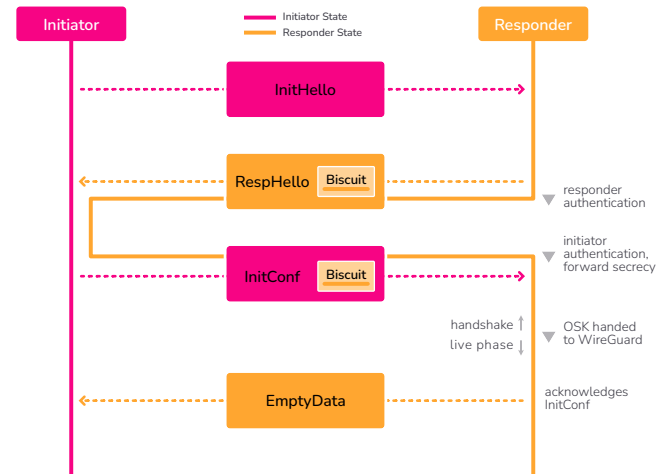 Initiator
Initiator State
Responder State
Responder
InitHello
RespHello
Biscuit
responder
authentication
initiator
authentication,
forward secrecy
InitConf
Biscuit
handshake
live phase
OSK handed
to WireGuard
EmptyData
acknowledges
InitConf